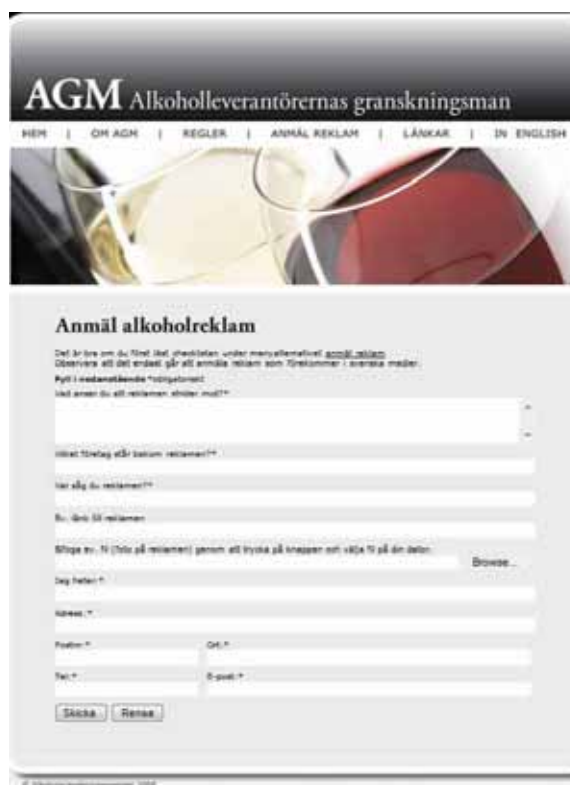 AGM Alkoholleverantörernas granskningsman
HEM | OM AGM | REGLER | ANMÄL REKLAM | LÄNKAR | IN ENGLISH
Anmäl alkoholreklam
Det är bra om du först läst checklistan under menyalternativet anmäl reklam
Observera att det endast går att anmäla reklam som förekommer i svenska medier.
Fyll i nedanstående *obligatoriskt
Vad anser du att reklamen strider mot?*
Vilket företag står bakom reklamen?*
Var såg du reklamen?*
Ev. länk till reklamen
Bifoga ev. fil (foto på reklamen) genom att trycka på knappen och välja fil på din dator.
Browse...
Jag heter:*
Adress:*
Postnr:* Ort:*
Tel:* E-post:*
Skicka Rensa